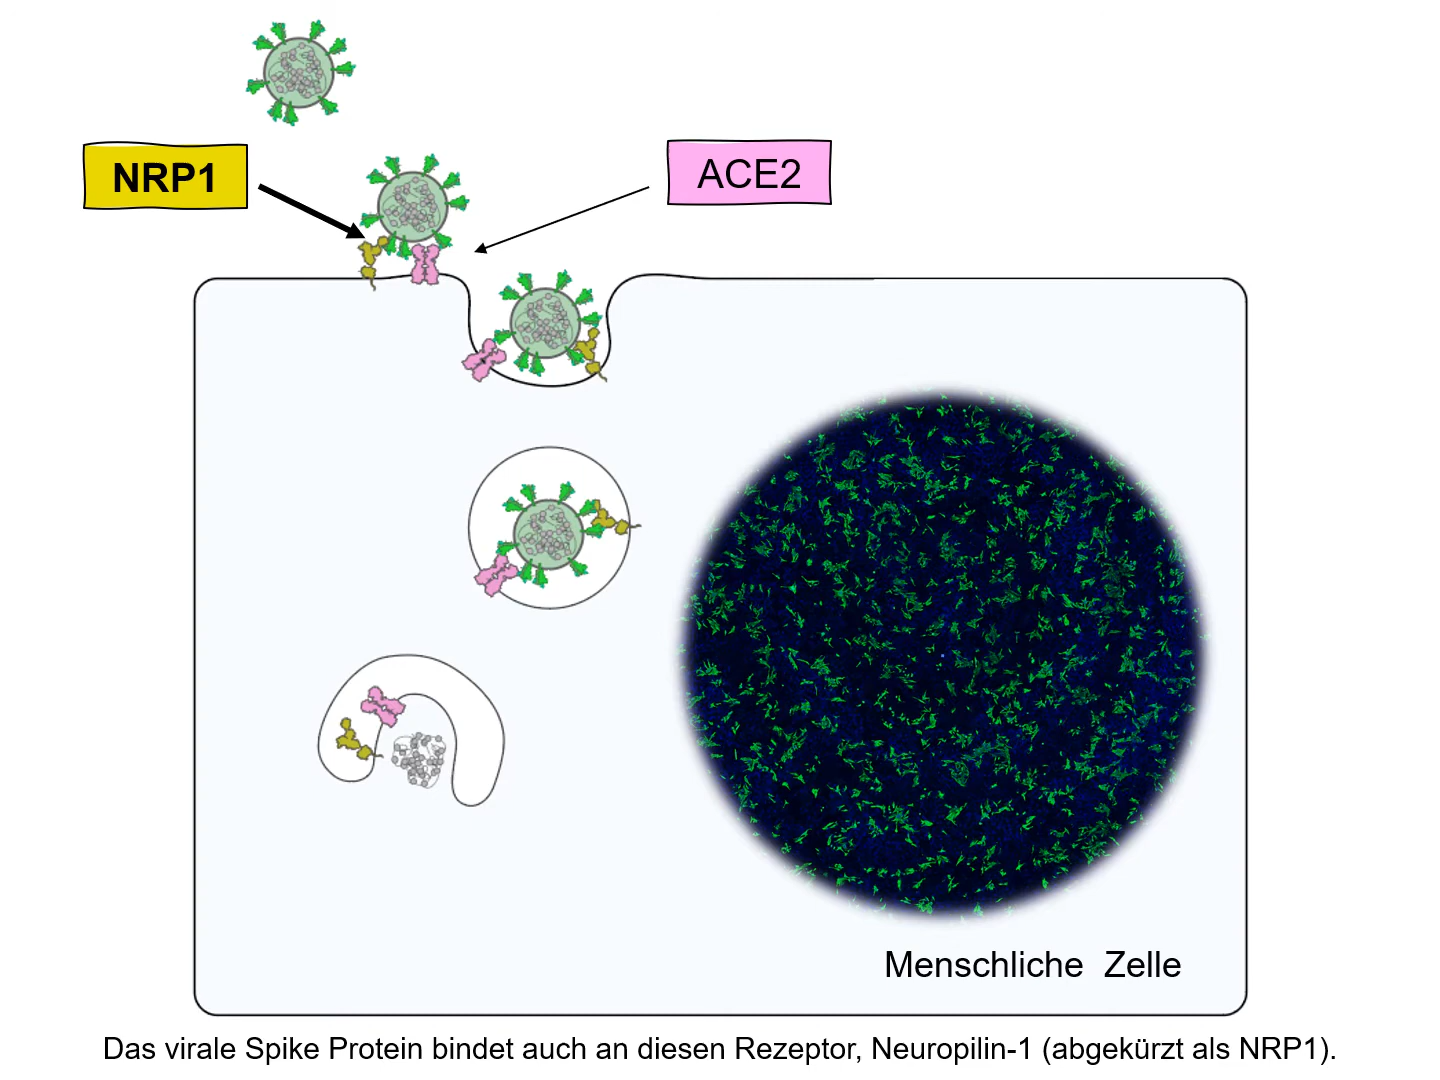 NRP1
ACE2
Menschliche Zelle
Das virale Spike Protein bindet auch an diesen Rezeptor, Neuropilin-1 (abgekürzt als NRP1).